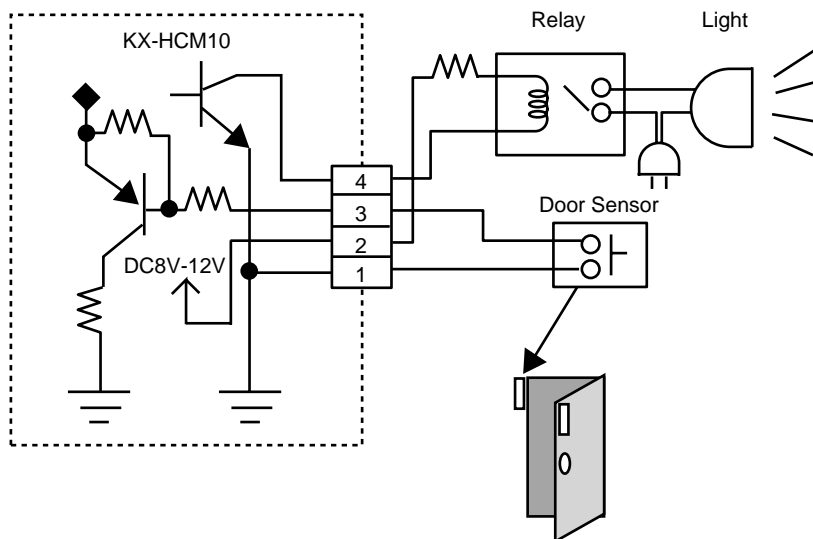 Relay
Light
KX-HCM10
4
3
2
1
DC8V-12V
Door Sensor